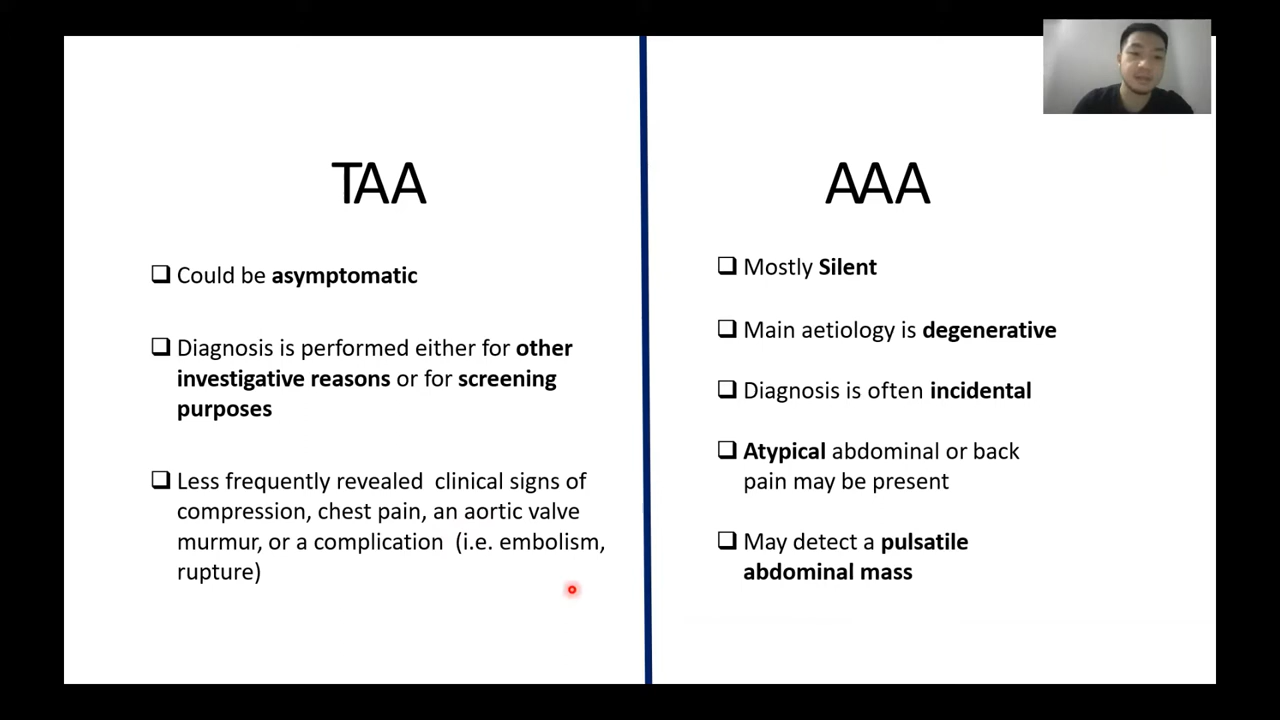 TAA
❑ Could be asymptomatic
❑ Diagnosis is performed either for other
investigative reasons or for screening
purposes
❑ Less frequently revealed  clinical signs of
compression, chest pain, an aortic valve
murmur, or a complication  (i.e. embolism,
rupture)
AAA
❑ Mostly Silent
❑ Main aetiology is degenerative
❑ Diagnosis is often incidental
❑ Atypical abdominal or back
pain may be present
❑ May detect a pulsatile
abdominal mass